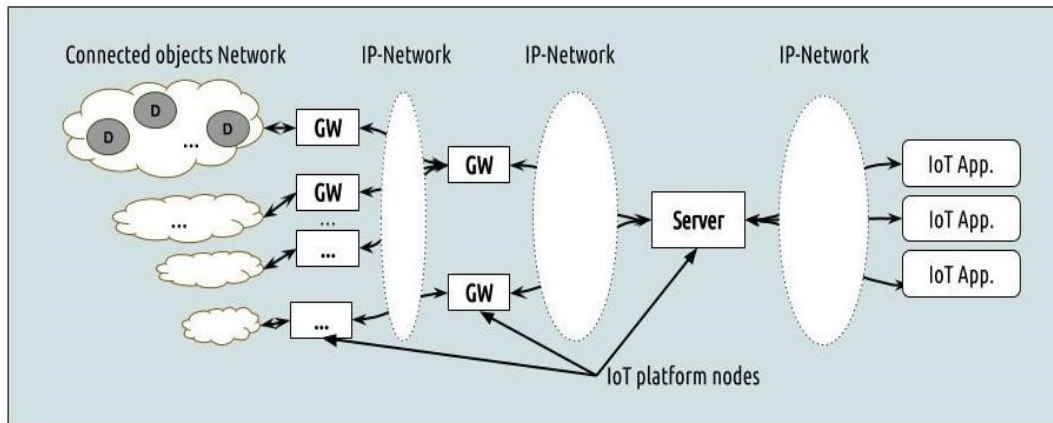 Connected objects Network
IP-Network
IP-Network
IP-Network
D
D
D
...
GW
GW
IoT App.
GW
...
...
Server
IoT App.
...
IoT App.
GW
...
IoT platform nodes